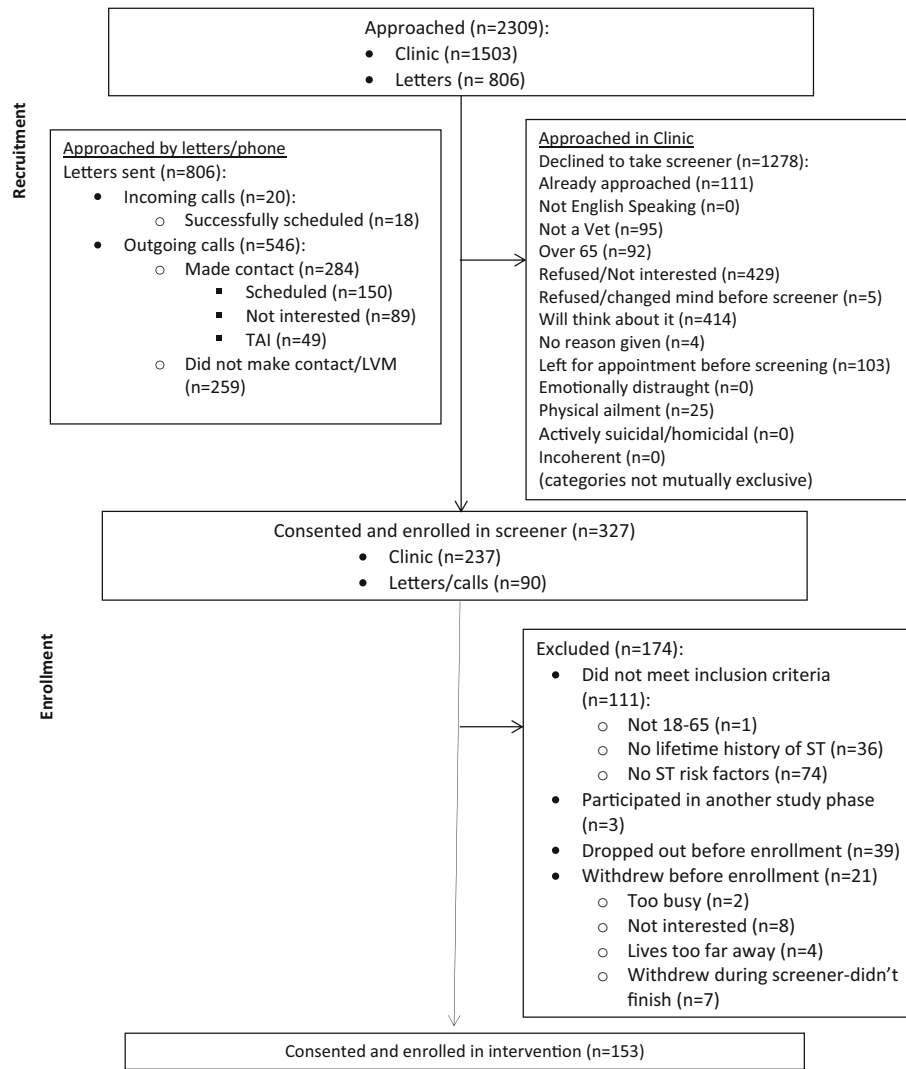 Approached (n=2309):
• Clinic (n=1503)
• Letters (n= 806)
Recruitment
Approached by letters/phone
Letters sent (n=806):
• Incoming calls (n=20):
○ Successfully scheduled (n=18)
• Outgoing calls (n=546):
○ Made contact (n=284)
▪ Scheduled (n=150)
▪ Not interested (n=89)
▪ TAI (n=49)
○ Did not make contact/LVM
(n=259)
Approached in Clinic
Declined to take screener (n=1278):
Already approached (n=111)
Not English Speaking (n=0)
Not a Vet (n=95)
Over 65 (n=92)
Refused/Not interested (n=429)
Refused/changed mind before screener (n=5)
Will think about it (n=414)
No reason given (n=4)
Left for appointment before screening (n=103)
Emotionally distraught (n=0)
Physical ailment (n=25)
Actively suicidal/homicidal (n=0)
Incoherent (n=0)
(categories not mutually exclusive)
Consented and enrolled in screener (n=327)
• Clinic (n=237)
• Letters/calls (n=90)
Enrollment
Excluded (n=174):
• Did not meet inclusion criteria
(n=111):
○ Not 18-65 (n=1)
○ No lifetime history of ST (n=36)
○ No ST risk factors (n=74)
• Participated in another study phase
(n=3)
• Dropped out before enrollment (n=39)
• Withdrew before enrollment (n=21)
○ Too busy (n=2)
○ Not interested (n=8)
○ Lives too far away (n=4)
○ Withdrew during screener-didn't
finish (n=7)
Consented and enrolled in intervention (n=153)